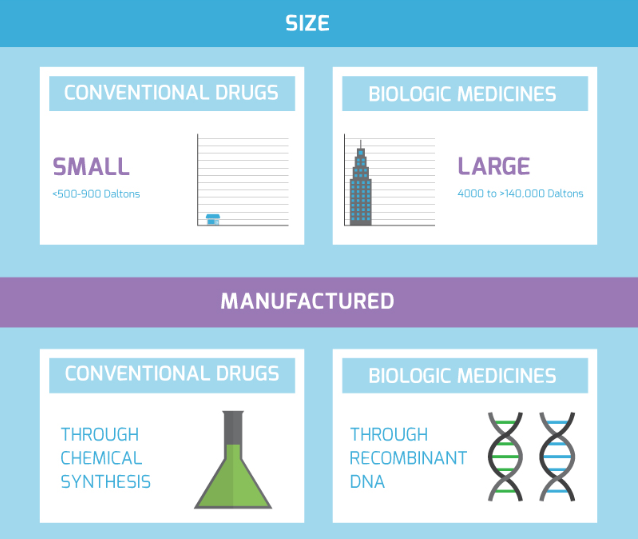 SIZE
CONVENTIONAL DRUGS
SMALL
<500-900 Daltons
BIOLOGIC MEDICINES
LARGE
4000 to >140,000 Daltons
MANUFACTURED
CONVENTIONAL DRUGS
THROUGH
CHEMICAL
SYNTHESIS
BIOLOGIC MEDICINES
THROUGH
RECOMBINANT
DNA